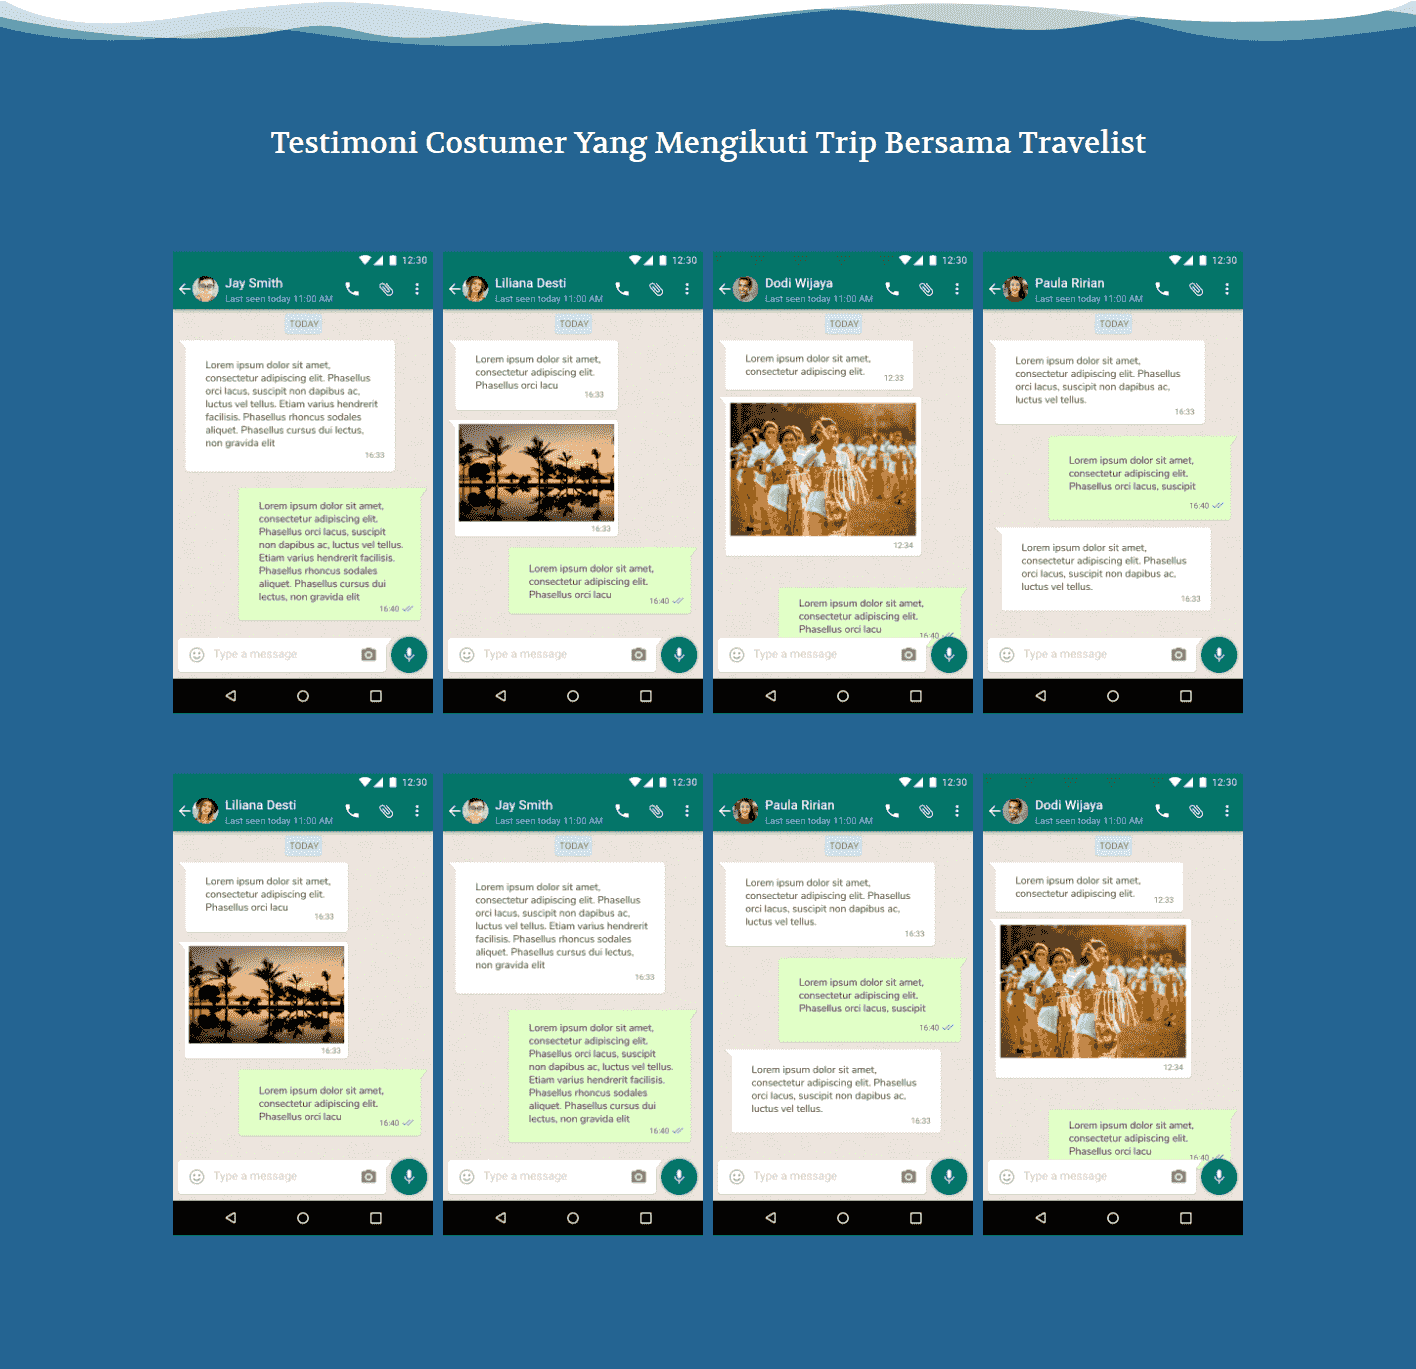 Testimoni Costumer Yang Mengikuti Trip Bersama Travelist
12:30
Jay Smith
Last seen today 11:00 AM
TODAY
Lorem ipsum dolor sit amet,
consectetur adipiscing elit. Phasellus
orci lacus, suscipit non dapibus ac,
luctus vel tellus. Etiam varius hendrerit
facilisis. Phasellus rhoncus sodales
aliquet. Phasellus cursus dui lectus,
non gravida elit
16:33
Lorem ipsum dolor sit amet,
consectetur adipiscing elit.
Phasellus orci lacus, suscipit
non dapibus ac, luctus vel tellus.
Etiam varius hendrerit facilisis.
Phasellus rhoncus sodales
aliquet. Phasellus cursus dui
lectus, non gravida elit
16:40
Type a message
12:30
Liliana Desti
Last seen today 11:00 AM
TODAY
Lorem ipsum dolor sit amet,
consectetur adipiscing elit.
Phasellus orci lacu
16:33
16:33
Lorem ipsum dolor sit amet,
consectetur adipiscing elit.
Phasellus orci lacu
16:40
Type a message
12:30
Dodi Wijaya
Last seen today 11:00 AM
TODAY
Lorem ipsum dolor sit amet,
consectetur adipiscing elit.
12:33
12:34
Lorem ipsum dolor sit amet,
consectetur adipiscing elit.
Phasellus orci lacu
16:40
Type a message
12:30
Paula Ririan
Last seen today 11:00 AM
TODAY
Lorem ipsum dolor sit amet,
consectetur adipiscing elit. Phasellus
orci lacus, suscipit non dapibus ac,
luctus vel tellus.
16:33
Lorem ipsum dolor sit amet,
consectetur adipiscing elit.
Phasellus orci lacus, suscipit
16:40
Lorem ipsum dolor sit amet,
consectetur adipiscing elit. Phasellus
orci lacus, suscipit non dapibus ac,
luctus vel tellus.
16:33
Type a message
12:30
Liliana Desti
Last seen today 11:00 AM
TODAY
Lorem ipsum dolor sit amet,
consectetur adipiscing elit.
Phasellus orci lacu
16:33
16:33
Lorem ipsum dolor sit amet,
consectetur adipiscing elit.
Phasellus orci lacu
16:40
Type a message
12:30
Jay Smith
Last seen today 11:00 AM
TODAY
Lorem ipsum dolor sit amet,
consectetur adipiscing elit. Phasellus
orci lacus, suscipit non dapibus ac,
luctus vel tellus. Etiam varius hendrerit
facilisis. Phasellus rhoncus sodales
aliquet. Phasellus cursus dui lectus,
non gravida elit
16:33
Lorem ipsum dolor sit amet,
consectetur adipiscing elit.
Phasellus orci lacus, suscipit
non dapibus ac, luctus vel tellus.
Etiam varius hendrerit facilisis.
Phasellus rhoncus sodales
aliquet. Phasellus cursus dui
lectus, non gravida elit
16:40
Type a message
12:30
Paula Ririan
Last seen today 11:00 AM
TODAY
Lorem ipsum dolor sit amet,
consectetur adipiscing elit. Phasellus
orci lacus, suscipit non dapibus ac,
luctus vel tellus.
16:33
Lorem ipsum dolor sit amet,
consectetur adipiscing elit.
Phasellus orci lacus, suscipit
16:40
Lorem ipsum dolor sit amet,
consectetur adipiscing elit. Phasellus
orci lacus, suscipit non dapibus ac,
luctus vel tellus.
16:33
Type a message
12:30
Dodi Wijaya
Last seen today 11:00 AM
TODAY
Lorem ipsum dolor sit amet,
consectetur adipiscing elit.
12:33
12:34
Lorem ipsum dolor sit amet,
consectetur adipiscing elit.
Phasellus orci lacu
16:40
Type a message